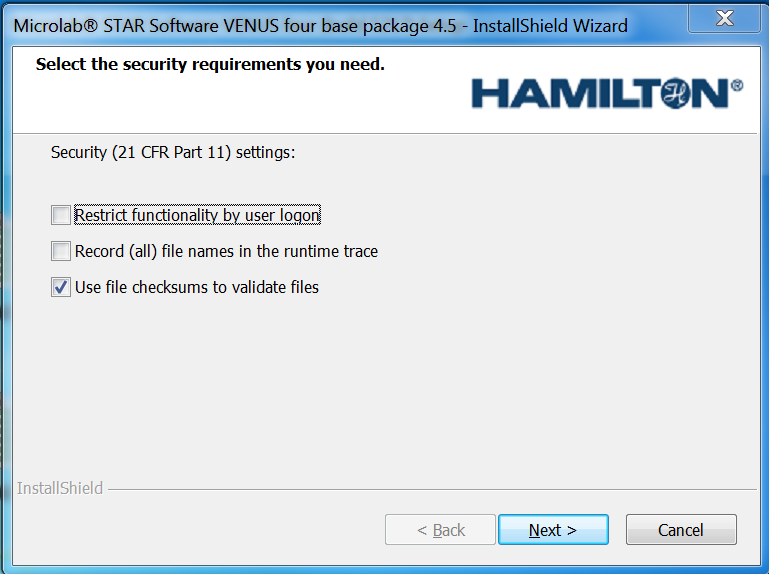 Microlab® STAR Software VENUS four base package 4.5 - InstallShield Wizard
Select the security requirements you need.
HAMILTON®
Security (21 CFR Part 11) settings:
Restrict functionality by user logon
Record (all) file names in the runtime trace
Use file checksums to validate files
InstallShield
< Back
Next >
Cancel